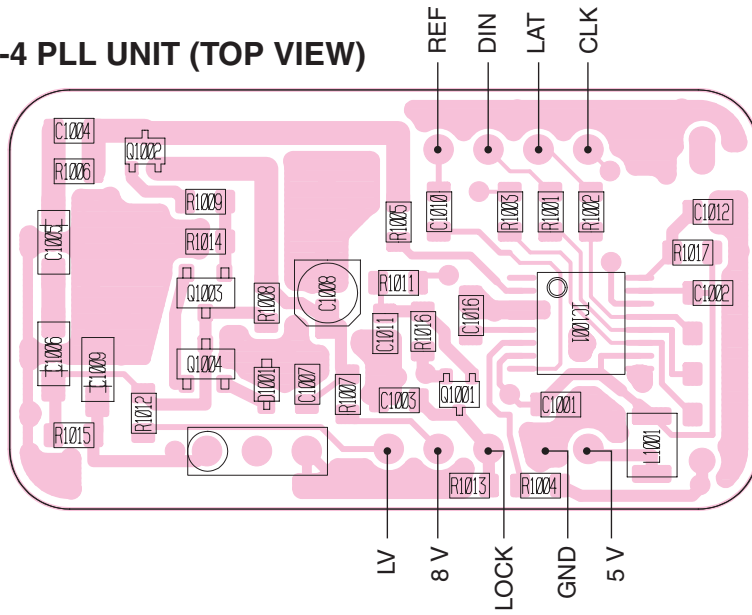 -4 PLL UNIT (TOP VIEW)
REF
DIN
LAT
CLK
C1004
R1006
Q1002
R1009
R1014
C1005
R1005
C1010
R1003
R1001
R1002
C1012
R1017
C1002
Q1003
R1008
C1008
R1011
C1011
R1016
C1016
IC1001
C1006
C1009
Q1004
D1001
C1007
R1007
C1003
Q1001
C1001
R1012
R1015
L1001
R1013
R1004
LV
8 V
LOCK
GND
5 V